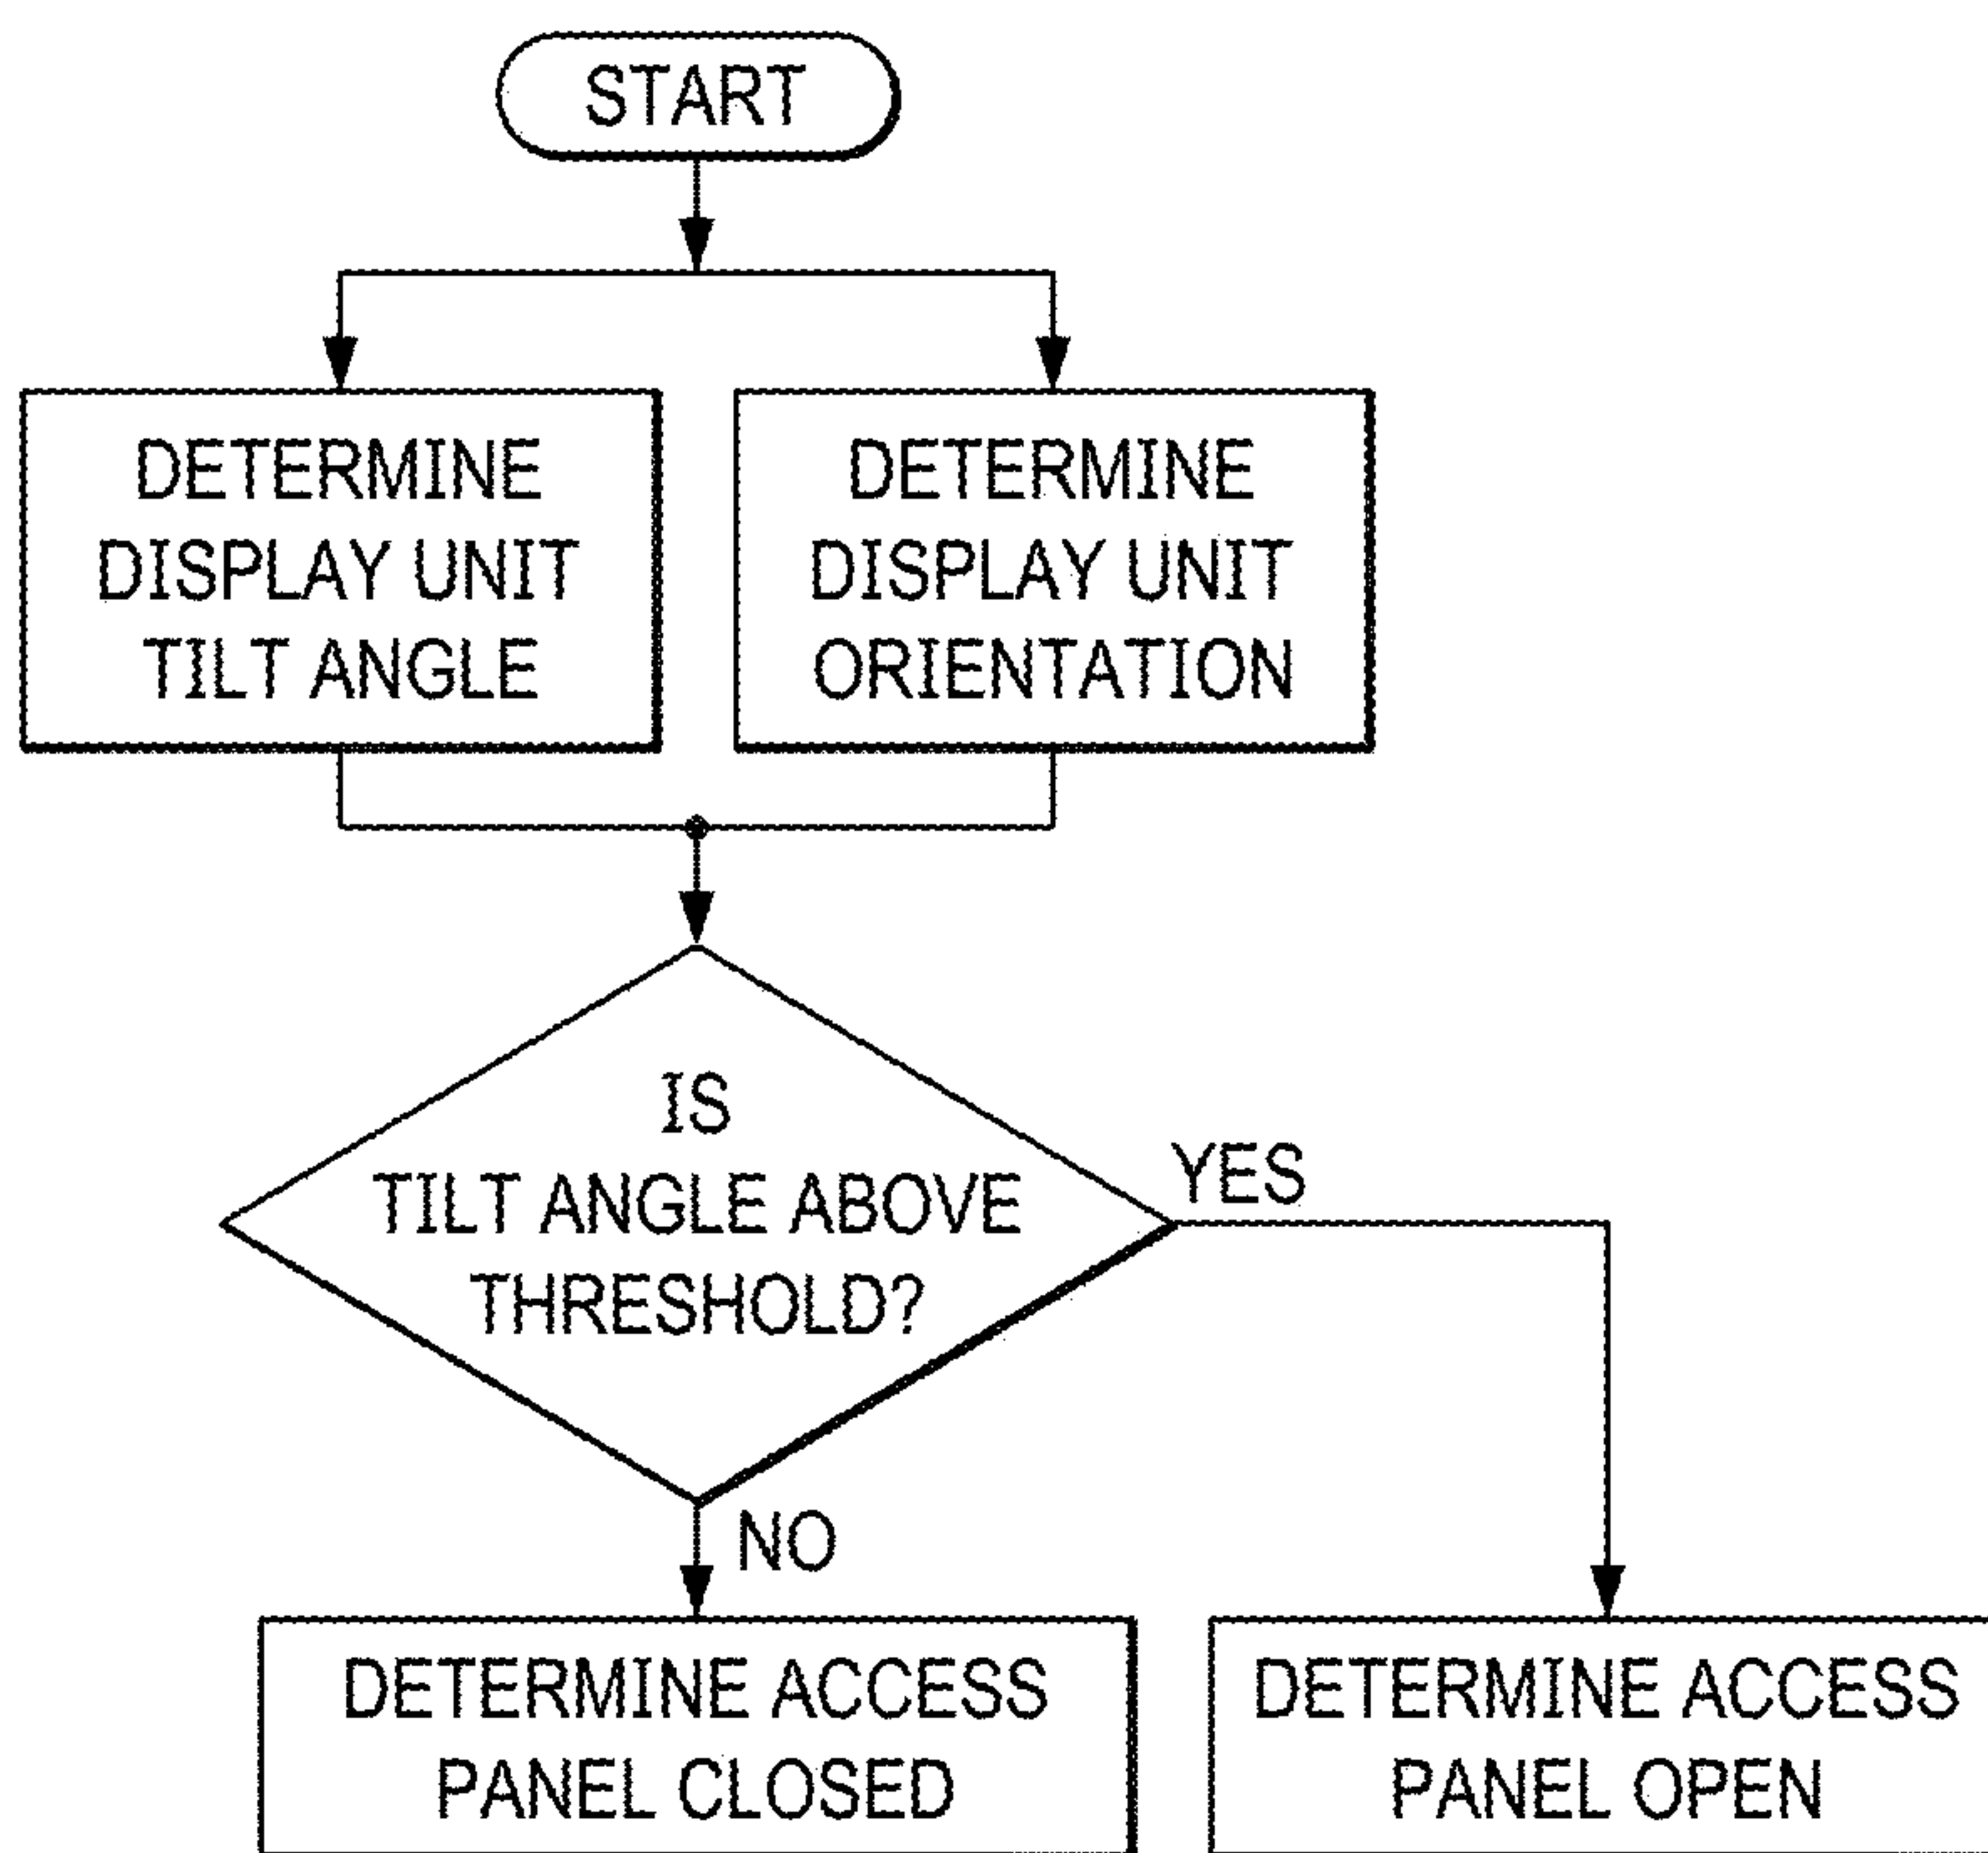 START
DETERMINE
DISPLAY UNIT
TILT ANGLE
DETERMINE
DISPLAY UNIT
ORIENTATION
IS
TILT ANGLE ABOVE
THRESHOLD?
YES
NO
DETERMINE ACCESS
PANEL CLOSED
DETERMINE ACCESS
PANEL OPEN